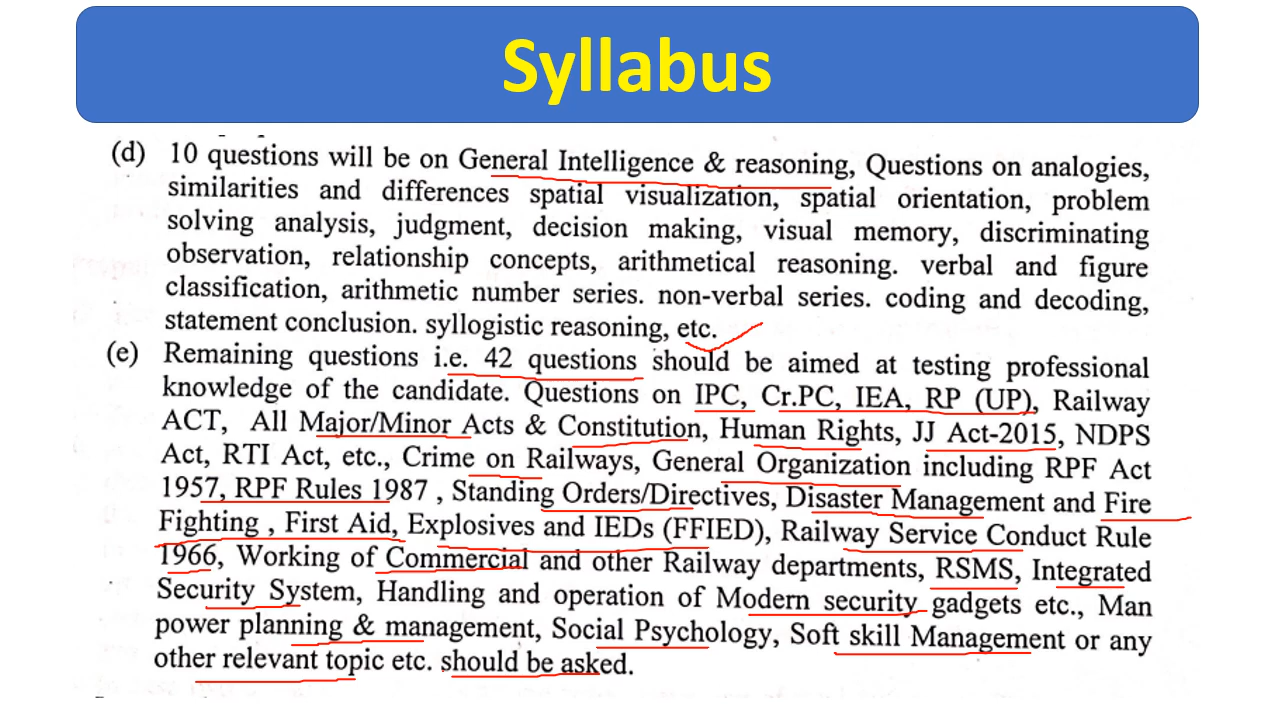 Syllabus
(d) 10 questions will be on General Intelligence & reasoning, Questions on analogies,
similarities and differences spatial visualization, spatial orientation, problem
solving analysis, judgment, decision making, visual memory, discriminating
observation, relationship concepts, arithmetical reasoning. verbal and figure
classification, arithmetic number series. non-verbal series. coding and decoding,
statement conclusion. syllogistic reasoning, etc.
(e) Remaining questions i.e. 42 questions should be aimed at testing professional
knowledge of the candidate. Questions on IPC, Cr.PC, IEA, RP (UP), Railway
ACT, All Major/Minor Acts & Constitution, Human Rights, JJ Act-2015, NDPS
Act, RTI Act, etc., Crime on Railways, General Organization including RPF Act
1957, RPF Rules 1987 , Standing Orders/Directives, Disaster Management and Fire
Fighting , First Aid, Explosives and IEDs (FFIED), Railway Service Conduct Rule
1966, Working of Commercial and other Railway departments, RSMS, Integrated
Security System, Handling and operation of Modern security gadgets etc., Man
power planning & management, Social Psychology, Soft skill Management or any
other relevant topic etc. should be asked.